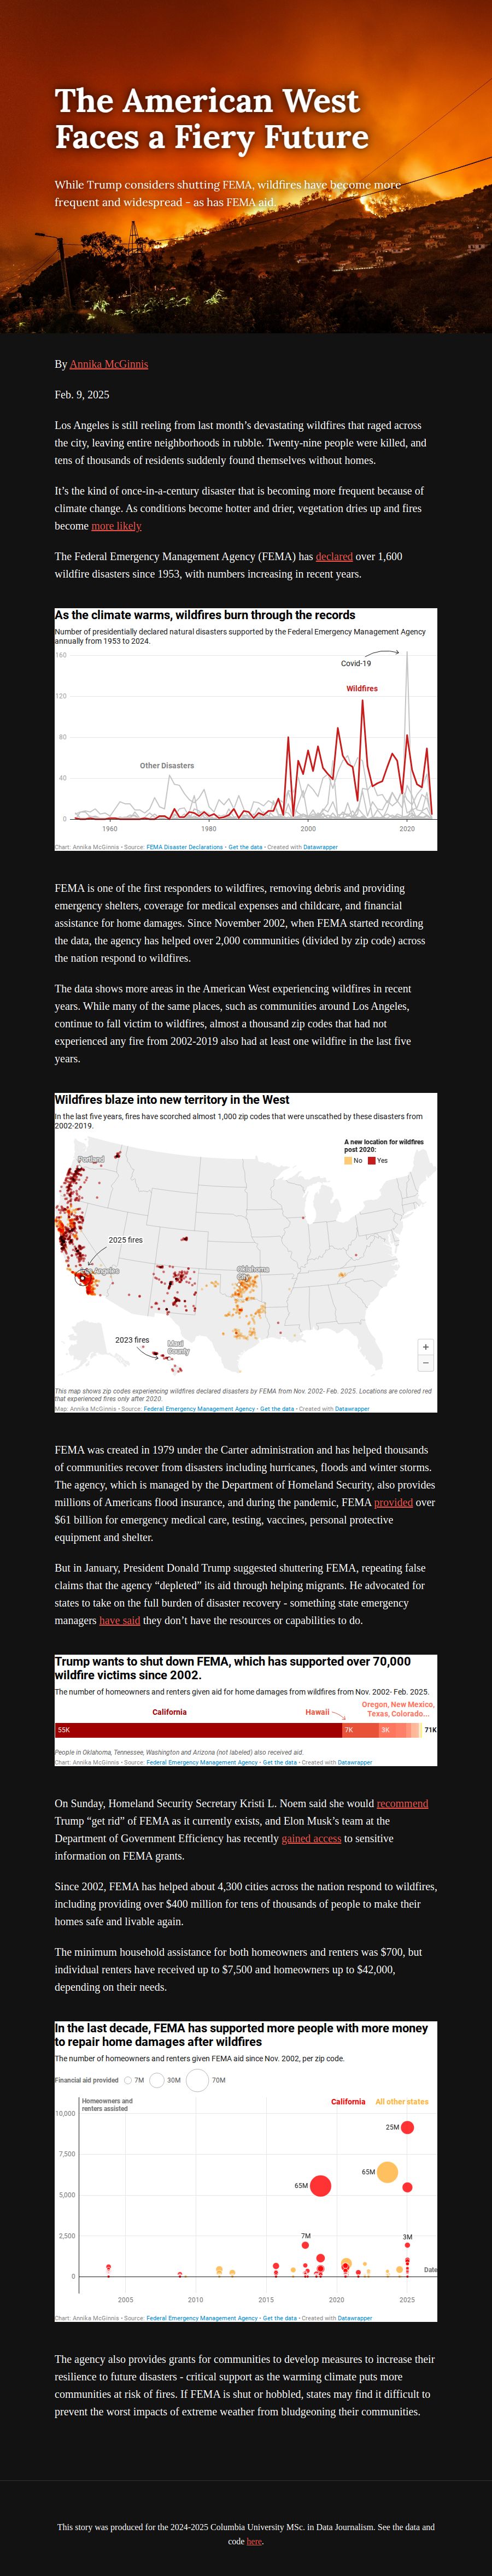 The American West
Faces a Fiery Future
While Trump considers shutting FEMA, wildfires have become more
frequent and widespread - as has FEMA aid.
By Annika McGinnis
Feb. 9, 2025
Los Angeles is still reeling from last month’s devastating wildfires that raged across
the city, leaving entire neighborhoods in rubble. Twenty-nine people were killed, and
tens of thousands of residents suddenly found themselves without homes.
It’s the kind of once-in-a-century disaster that is becoming more frequent because of
climate change. As conditions become hotter and drier, vegetation dries up and fires
become more likely
The Federal Emergency Management Agency (FEMA) has declared over 1,600
wildfire disasters since 1953, with numbers increasing in recent years.
As the climate warms, wildfires burn through the records
Number of presidentially declared natural disasters supported by the Federal Emergency Management Agency
annually from 1953 to 2024.
160
Covid-19
Wildfires
120
Other Disasters
80
40
0
1960 1980 2000 2020
Chart: Annika McGinnis • Source: FEMA Disaster Declarations • Get the data • Created with Datawrapper
FEMA is one of the first responders to wildfires, removing debris and providing
emergency shelters, coverage for medical expenses and childcare, and financial
assistance for home damages. Since November 2002, when FEMA started recording
the data, the agency has helped over 2,000 communities (divided by zip code) across
the nation respond to wildfires.
The data shows more areas in the American West experiencing wildfires in recent
years. While many of the same places, such as communities around Los Angeles,
continue to fall victim to wildfires, almost a thousand zip codes that had not
experienced any fire from 2002-2019 also had at least one wildfire in the last five
years.
Wildfires blaze into new territory in the West
In the last five years, fires have scorched almost 1,000 zip codes that were unscathed by these disasters from
2002-2019.
A new location for wildfires
post 2020:
No Yes
Portland
2025 fires
Los Angeles
Oklahoma
City
2023 fires
Maui
County
+
−
This map shows zip codes experiencing wildfires declared disasters by FEMA from Nov. 2002- Feb. 2025. Locations are colored red
that experienced fires only after 2020.
Map: Annika McGinnis • Source: Federal Emergency Management Agency • Get the data • Created with Datawrapper
FEMA was created in 1979 under the Carter administration and has helped thousands
of communities recover from disasters including hurricanes, floods and winter storms.
The agency, which is managed by the Department of Homeland Security, also provides
millions of Americans flood insurance, and during the pandemic, FEMA provided over
$61 billion for emergency medical care, testing, vaccines, personal protective
equipment and shelter.
But in January, President Donald Trump suggested shuttering FEMA, repeating false
claims that the agency “depleted” its aid through helping migrants. He advocated for
states to take on the full burden of disaster recovery - something state emergency
managers have said they don’t have the resources or capabilities to do.
Trump wants to shut down FEMA, which has supported over 70,000
wildfire victims since 2002.
The number of homeowners and renters given aid for home damages from wildfires from Nov. 2002- Feb. 2025.
California Hawaii Oregon, New Mexico,
Texas, Colorado...
55K 7K 3K 71K
People in Oklahoma, Tennessee, Washington and Arizona (not labeled) also received aid.
Chart: Annika McGinnis • Source: Federal Emergency Management Agency • Get the data • Created with Datawrapper
On Sunday, Homeland Security Secretary Kristi L. Noem said she would recommend
Trump “get rid” of FEMA as it currently exists, and Elon Musk’s team at the
Department of Government Efficiency has recently gained access to sensitive
information on FEMA grants.
Since 2002, FEMA has helped about 4,300 cities across the nation respond to wildfires,
including providing over $400 million for tens of thousands of people to make their
homes safe and livable again.
The minimum household assistance for both homeowners and renters was $700, but
individual renters have received up to $7,500 and homeowners up to $42,000,
depending on their needs.
In the last decade, FEMA has supported more people with more money
to repair home damages after wildfires
The number of homeowners and renters given FEMA aid since Nov. 2002, per zip code.
Financial aid provided 7M 30M 70M
Homeowners and
renters assisted
California All other states
10,000
25M
7,500
65M
65M
5,000
2,500
7M
3M
Date
0
2005 2010 2015 2020 2025
Chart: Annika McGinnis • Source: Federal Emergency Management Agency • Get the data • Created with Datawrapper
The agency also provides grants for communities to develop measures to increase their
resilience to future disasters - critical support as the warming climate puts more
communities at risk of fires. If FEMA is shut or hobbled, states may find it difficult to
prevent the worst impacts of extreme weather from bludgeoning their communities.
This story was produced for the 2024-2025 Columbia University MSc. in Data Journalism. See the data and
code here.